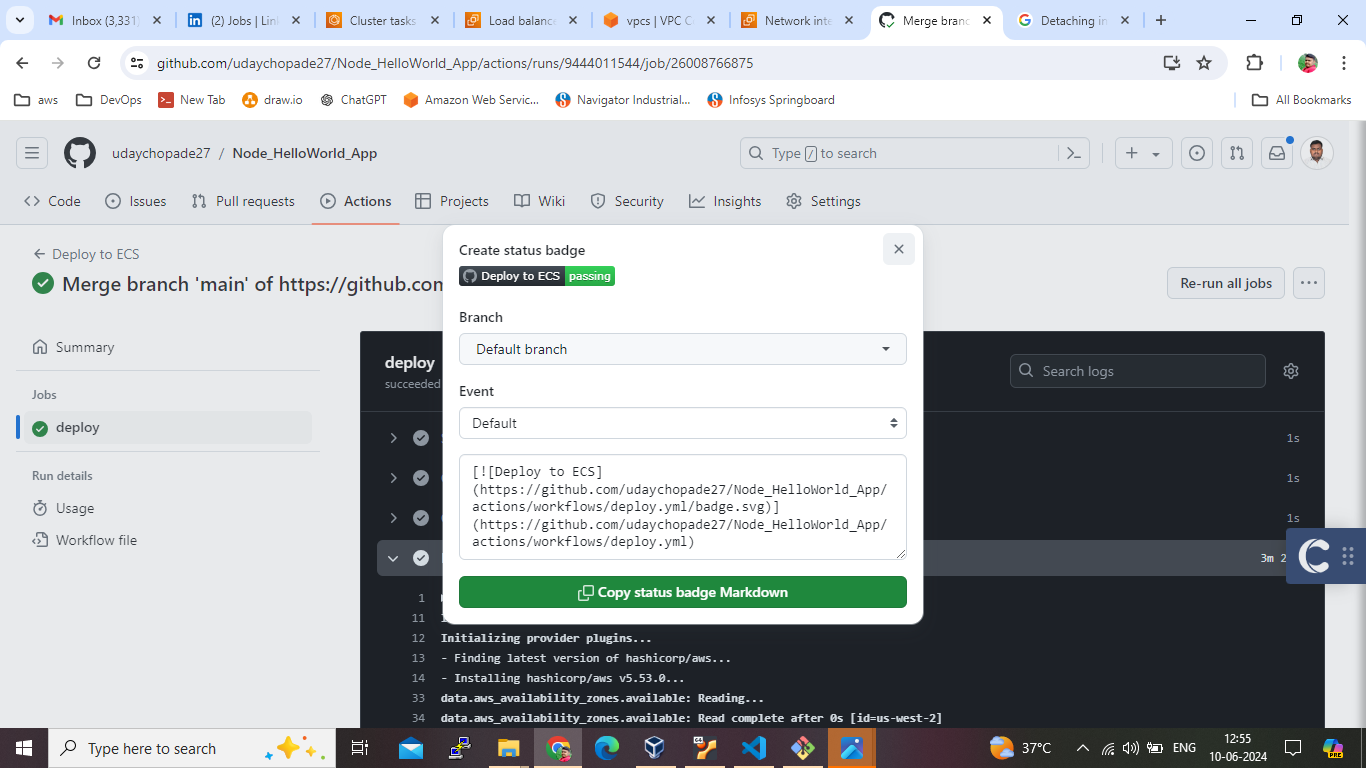 Inbox (3,331)
(2) Jobs | Lin
Cluster tasks
Load balance
vpcs | VPC C
Network inte
Merge branc
Detaching in
github.com/udaychopade27/Node_HelloWorld_App/actions/runs/9444011544/job/26008766875
aws
DevOps
New Tab
draw.io
ChatGPT
Amazon Web Servic...
Navigator Industrial...
Infosys Springboard
All Bookmarks
udaychopade27 / Node_HelloWorld_App
Type / to search
Code
Issues
Pull requests
Actions
Projects
Wiki
Security
Insights
Settings
Deploy to ECS
Merge branch 'main' of https://github.com
Re-run all jobs
Summary
Jobs
deploy
Run details
Usage
Workflow file
Create status badge
Deploy to ECS passing
Branch
Default branch
Event
Default
[![Deploy to ECS]
(https://github.com/udaychopade27/Node_HelloWorld_App/
actions/workflows/deploy.yml/badge.svg)]
(https://github.com/udaychopade27/Node_HelloWorld_App/
actions/workflows/deploy.yml)
Copy status badge Markdown
deploy
succeeded
Search logs
1s
1s
1s
3m 2
1
11
12 Initializing provider plugins...
13 - Finding latest version of hashicorp/aws...
14 - Installing hashicorp/aws v5.53.0...
33 data.aws_availability_zones.available: Reading...
34 data.aws_availability_zones.available: Read complete after 0s [id=us-west-2]
Type here to search
37°C
ENG
12:55
10-06-2024